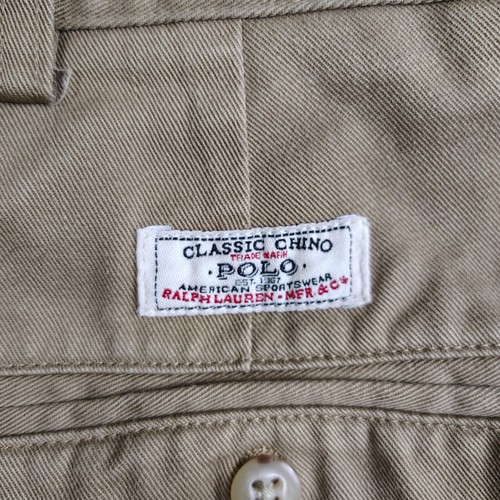 CLASSIC CHINO
TRADE MARK
·POLO·
EST. 1967
AMERICAN SPORTSWEAR
RALPH LAUREN - MFR & Co